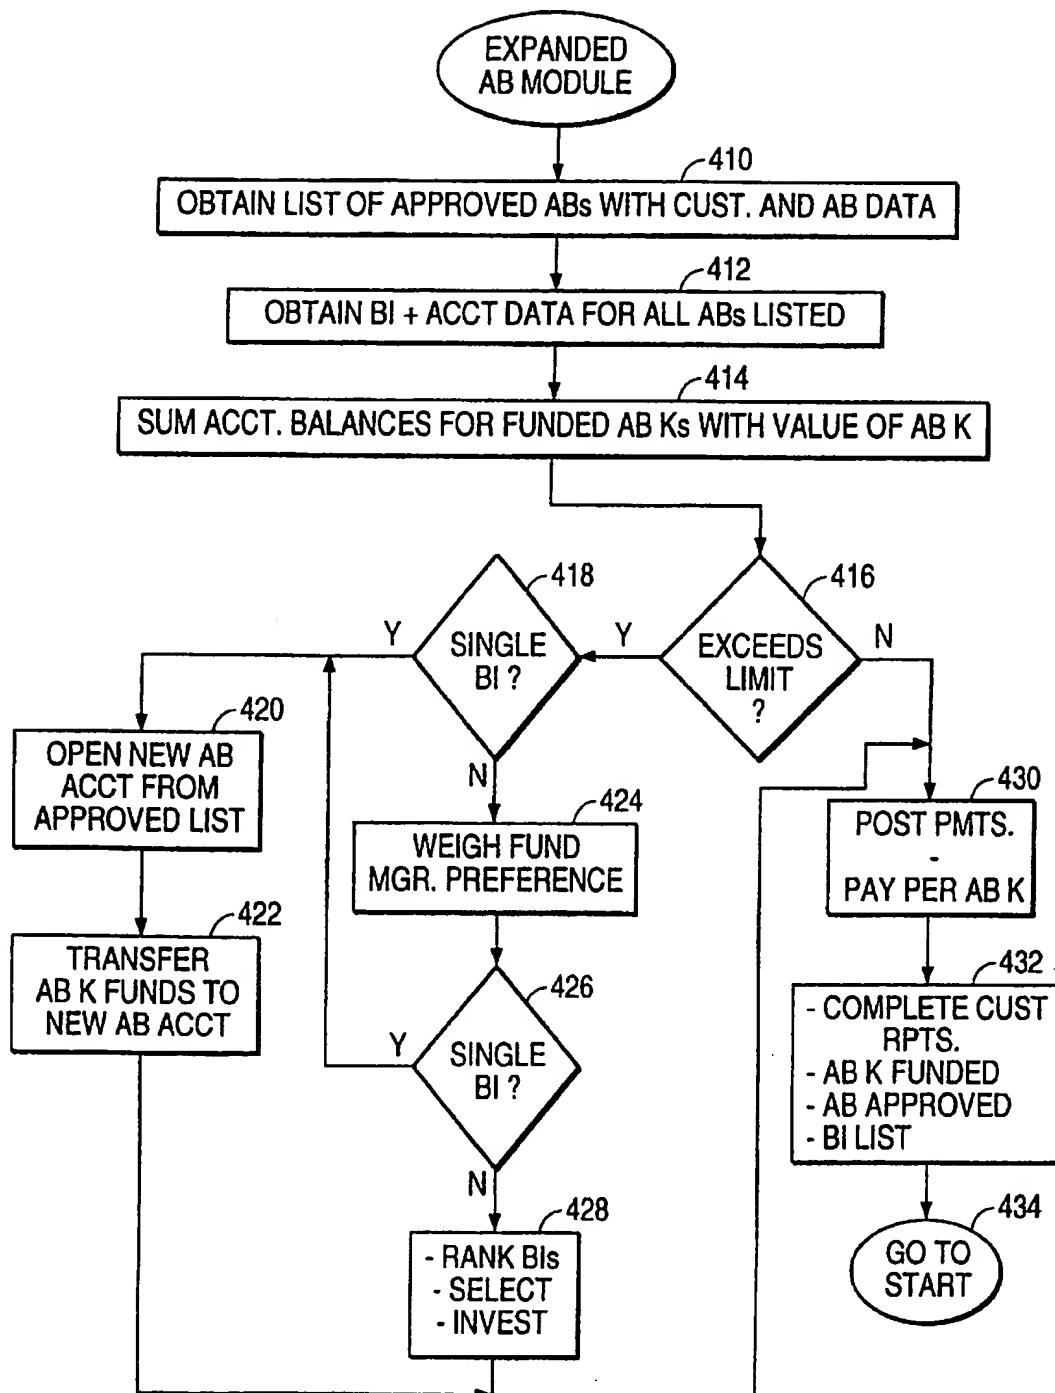 EXPANDED
AB MODULE
410
OBTAIN LIST OF APPROVED ABs WITH CUST. AND AB DATA
412
OBTAIN BI + ACCT DATA FOR ALL ABs LISTED
414
SUM ACCT. BALANCES FOR FUNDED AB Ks WITH VALUE OF AB K
416
EXCEEDS
LIMIT
?
Y
N
418
SINGLE
BI ?
Y
N
420
OPEN NEW AB
ACCT FROM
APPROVED LIST
422
TRANSFER
AB K FUNDS TO
NEW AB ACCT
424
WEIGH FUND
MGR. PREFERENCE
426
SINGLE
BI ?
Y
N
428
- RANK BIs
- SELECT
- INVEST
430
POST PMTS.
-
PAY PER AB K
432
- COMPLETE CUST
RPTS.
- AB K FUNDED
- AB APPROVED
- BI LIST
434
GO TO
START